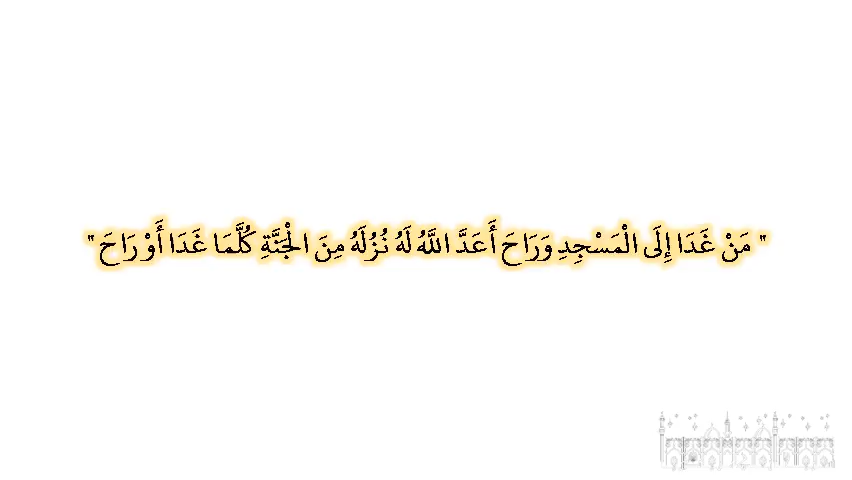 " مَنْ غَدَا إِلَى الْمَسْجِدِ وَرَاحَ أَعَدَّ اللَّهُ لَهُ نُزُلَهُ مِنَ الْجَنَّةِ كُلَّمَا غَدَا أَوْ رَاحَ "